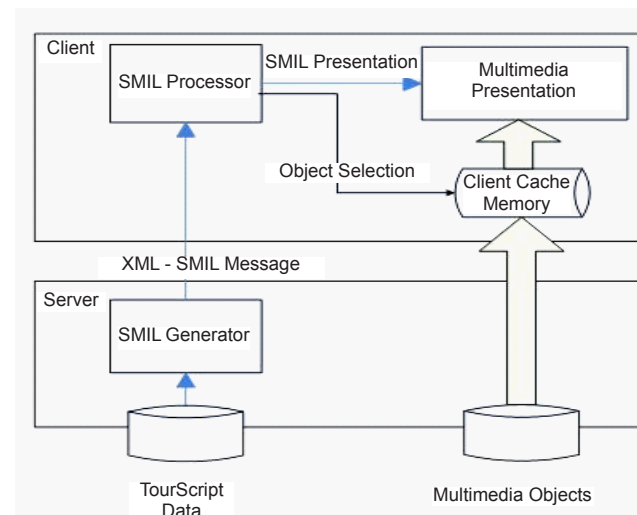 Client
SMIL Processor
SMIL Presentation
Multimedia
Presentation
Object Selection
Client Cache
Memory
XML - SMIL Message
Server
SMIL Generator
TourScript
Data
Multimedia Objects